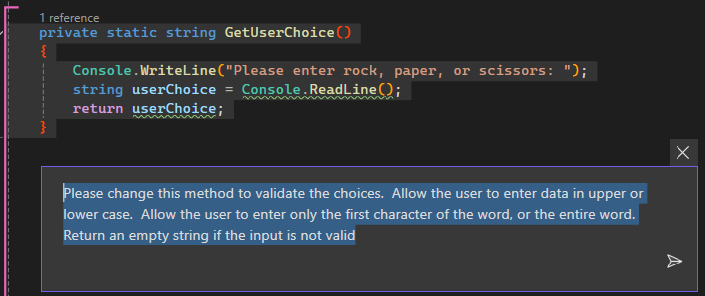 1 reference
private static string GetUserChoice()
{
Console.WriteLine("Please enter rock, paper, or scissors: ");
string userChoice = Console.ReadLine();
return userChoice;
}
Please change this method to validate the choices.  Allow the user to enter data in upper or
lower case.  Allow the user to enter only the first character of the word, or the entire word.
Return an empty string if the input is not valid